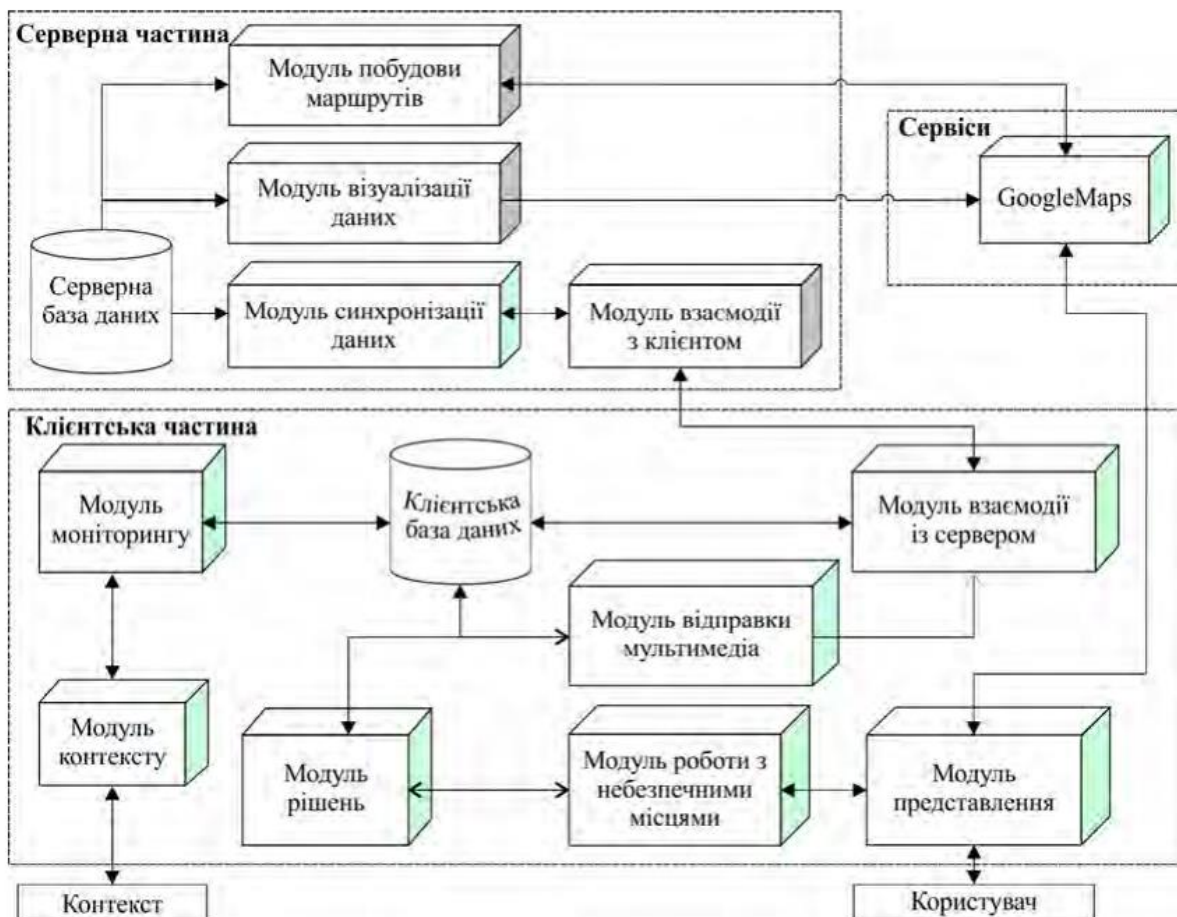 Серверна частина
Модуль побудови
маршрутів
Сервіси
Модуль візуалізації
даних
GoogleMaps
Серверна
база даних
Модуль синхронізації
даних
Модуль взаємодії
з клієнтом
Клієнтська частина
Модуль
моніторингу
Клієнтська
база даних
Модуль взаємодії
із сервером
Модуль відправки
мультимедіа
Модуль
контексту
Модуль
рішень
Модуль роботи з
небезпечними
місцями
Модуль
представлення
Контекст
Користувач